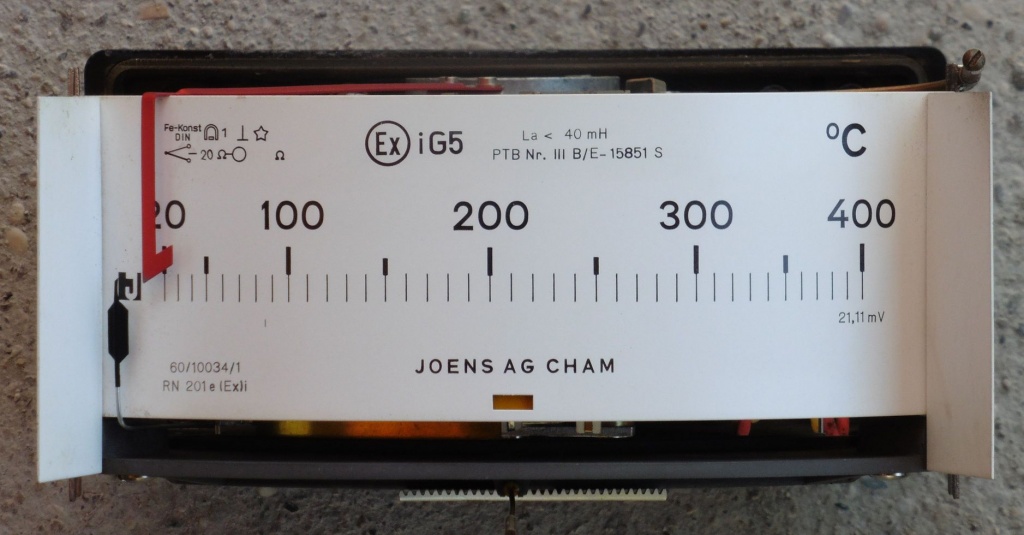 Fe-Konst 1
DIN
20 Ω Ω
Ex iG5
La < 40 mH
PTB Nr. III B/E-15851 S
°C
20 100 200 300 400
21,11 mV
60/10034/1
RN 201e (Ex)i
JOENS AG CHAM